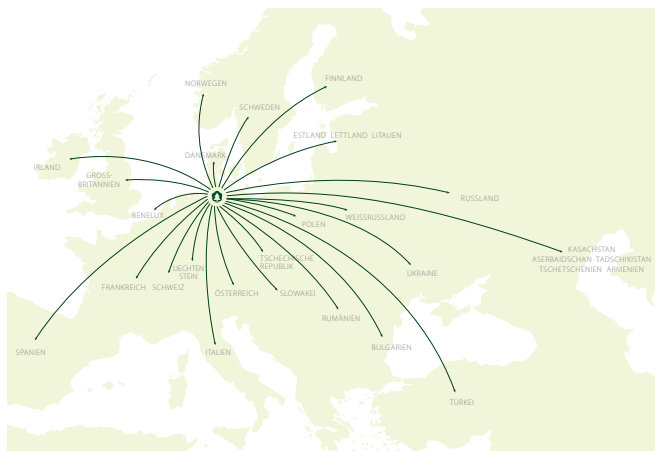 FINNLAND
NORWEGEN
SCHWEDEN
ESTLAND LETTLAND LITAUEN
DÄNEMARK
IRLAND
GROSS-
BRITANNIEN
RUSSLAND
BENELUX
WEISSRUSSLAND
POLEN
KASACHSTAN
ASERBAIDSCHAN TADSCHIKISTAN
TSCHETSCHENIEN ARMENIEN
TSCHECHISCHE
REPUBLIK
LIECHTEN
STEIN
UKRAINE
FRANKREICH
SCHWEIZ
ÖSTERREICH
SLOWAKEI
RUMÄNIEN
BULGARIEN
SPANIEN
ITALIEN
TÜRKEI